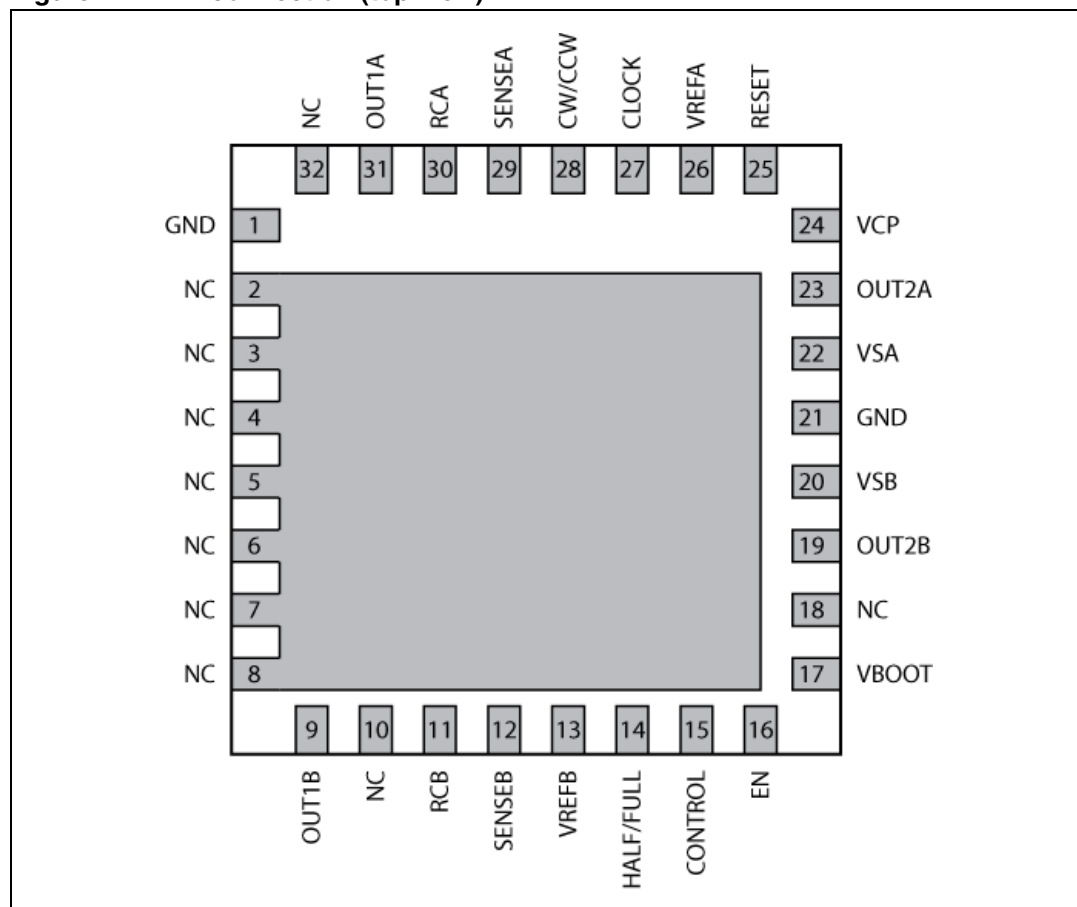 NC
OUT1A
RCA
SENSEA
CW/CCW
CLOCK
VREFA
RESET
32 31 30 29 28 27 26 25
GND 1 24 VCP
NC 2 23 OUT2A
NC 3 22 VSA
NC 4 21 GND
NC 5 20 VSB
NC 6 19 OUT2B
NC 7 18 NC
NC 8 17 VBOOT
9 10 11 12 13 14 15 16
OUT1B
NC
RCB
SENSEB
VREFB
HALF/FULL
CONTROL
EN